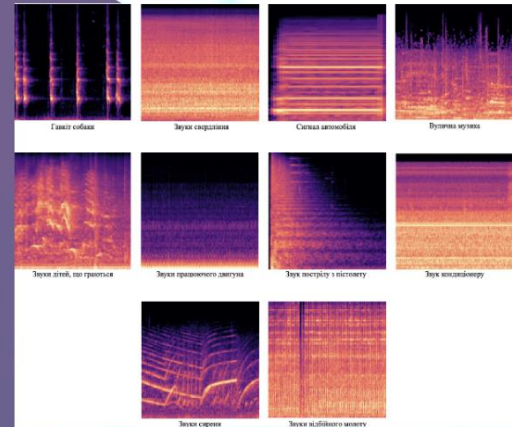 Гавкіт собаки
Звуки свердління
Сигнал автомобіля
Вулична музика
Звуки дітей, що граються
Звуки працюючого двигуна
Звук пострілу з пістолету
Звук кондиціонеру
Звуки сирени
Звуки відбійного молоту